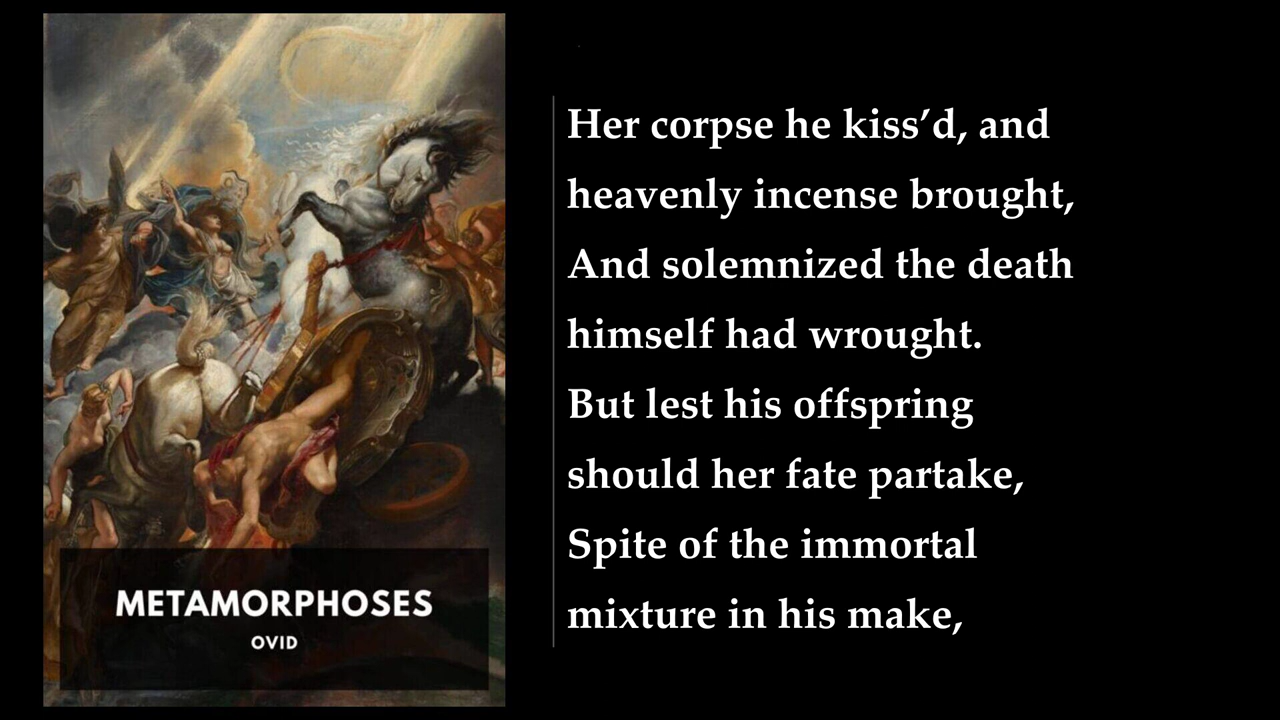 METAMORPHOSES
OVID
Her corpse he kiss’d, and
heavenly incense brought,
And solemnized the death
himself had wrought.
But lest his offspring
should her fate partake,
Spite of the immortal
mixture in his make,